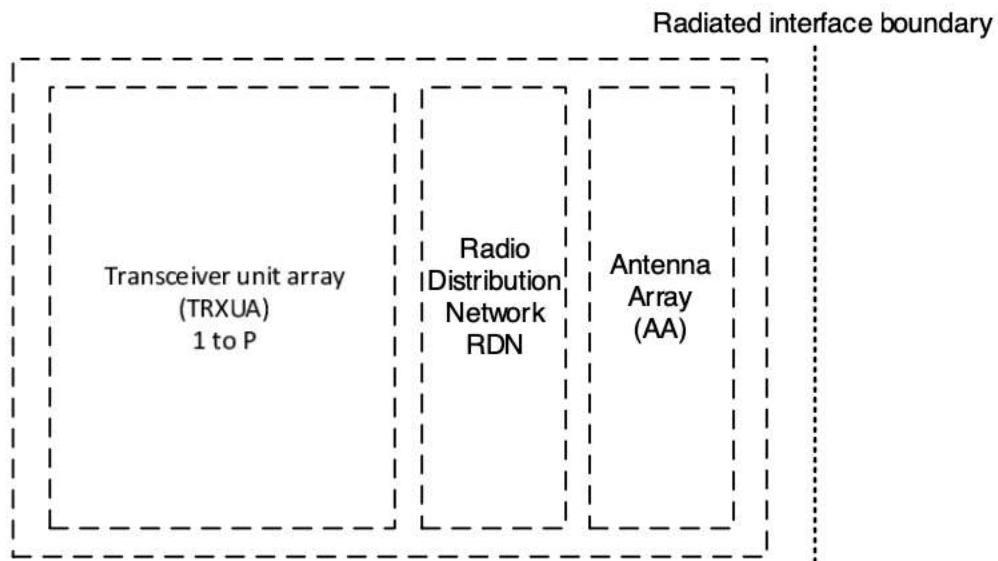 Radiated interface boundary
Transceiver unit array
(TRXUA)
1 to P
Radio
Distribution
Network
RDN
Antenna
Array
(AA)